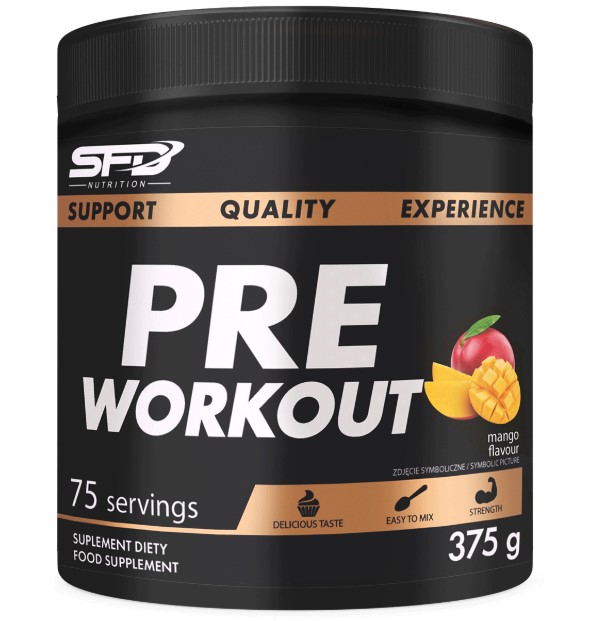 SFD
NUTRITION
SUPPORT QUALITY EXPERIENCE
PRE
WORKOUT
mango
flavour
ZDJĘCIE SYMBOLICZNE / SYMBOLIC PICTURE
75 servings
DELICIOUS TASTE EASY TO MIX STRENGTH
SUPLEMENT DIETY
FOOD SUPPLEMENT
375 g